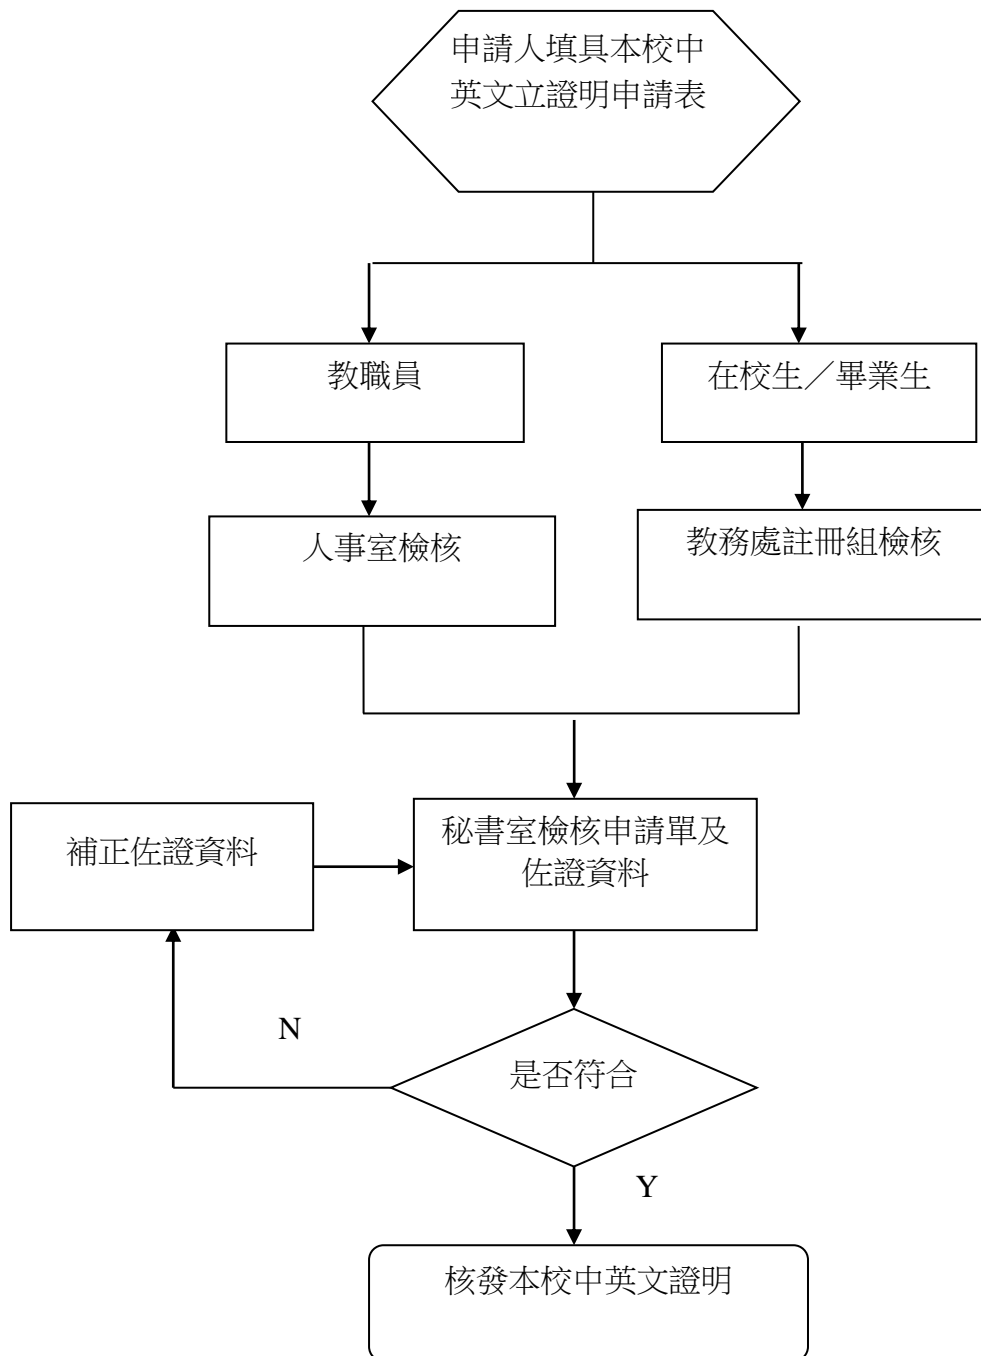 申請人填具本校中
英文立證明申請表
教職員
在校生／畢業生
人事室檢核
教務處註冊組檢核
補正佐證資料
秘書室檢核申請單及
佐證資料
N
是否符合
Y
核發本校中英文證明